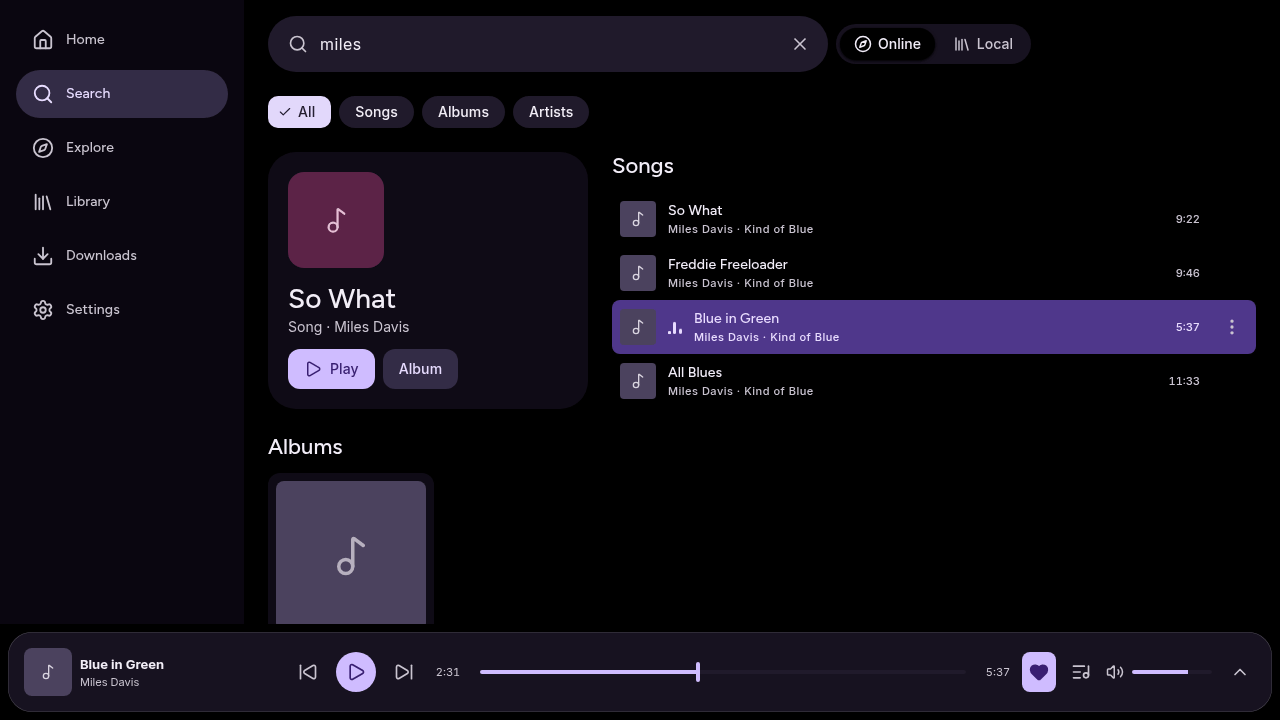 Home
Search
Explore
Library
Downloads
Settings
miles
Online
Local
All
Songs
Albums
Artists
So What
Song · Miles Davis
Play
Album
Songs
So What
Miles Davis · Kind of Blue
9:22
Freddie Freeloader
Miles Davis · Kind of Blue
9:46
Blue in Green
Miles Davis · Kind of Blue
5:37
All Blues
Miles Davis · Kind of Blue
11:33
Albums
Blue in Green
Miles Davis
2:31
5:37